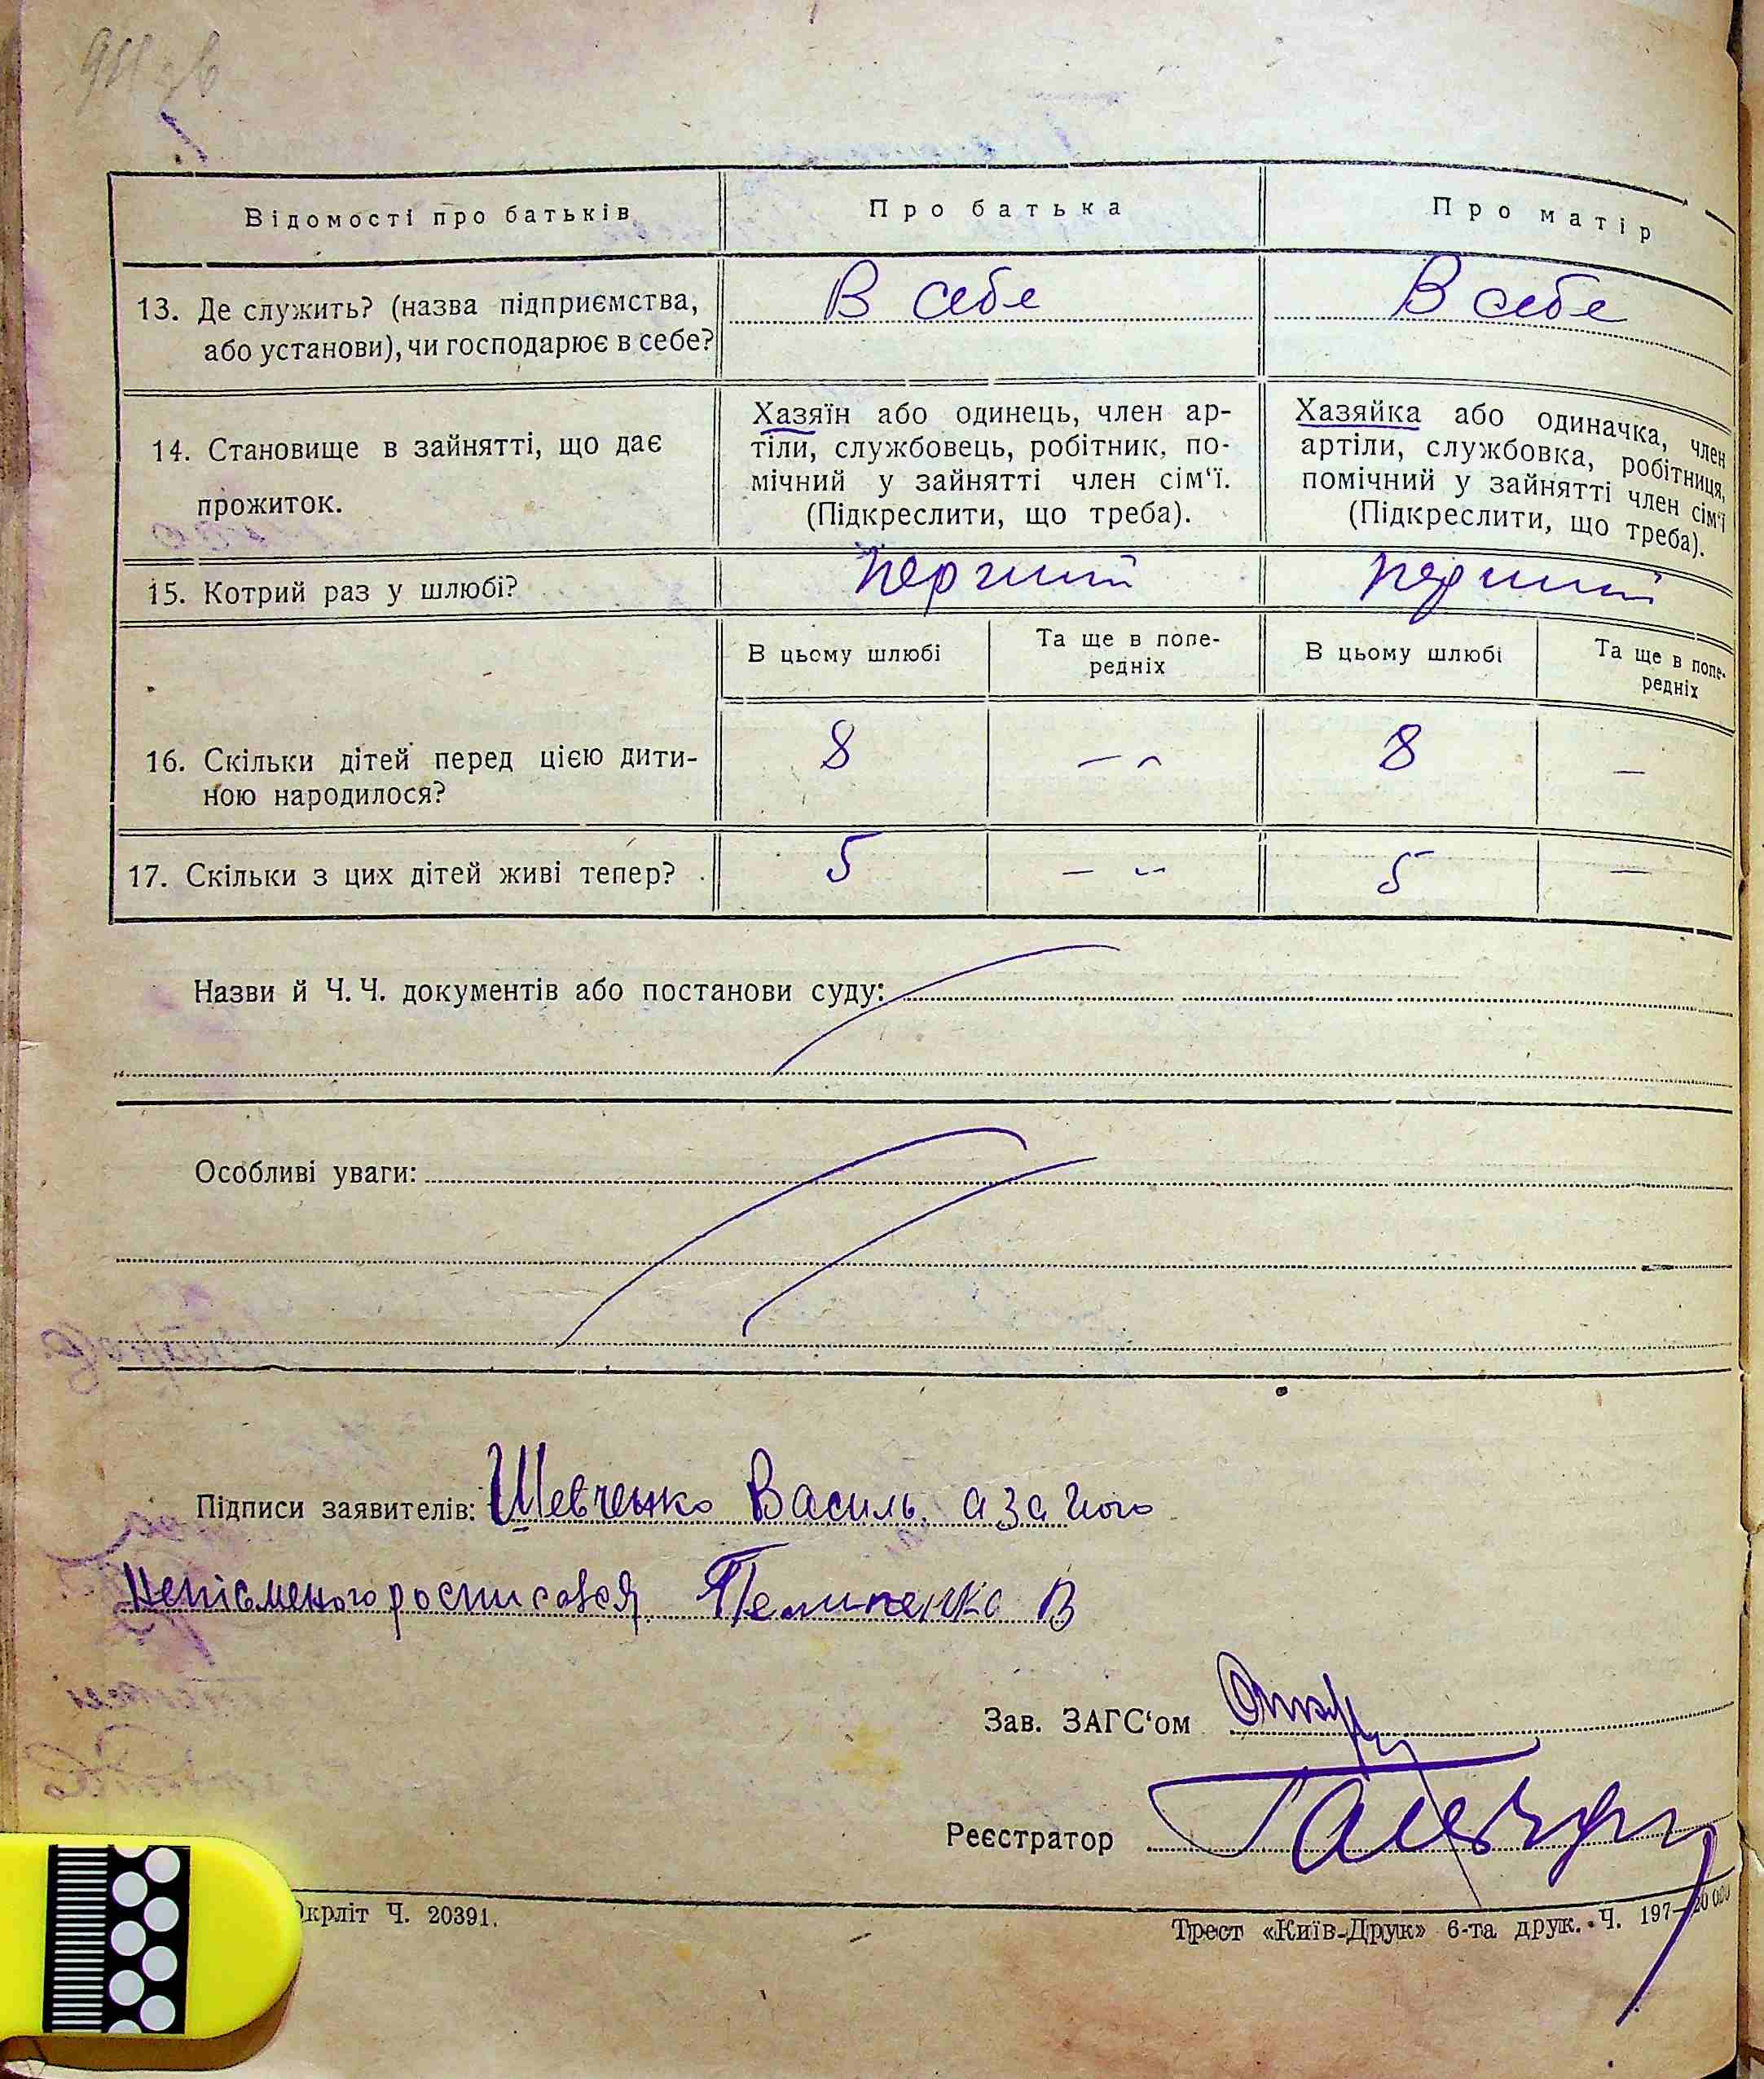 Відомості про батьків
Про батька
Про матір
13. Де служить? (назва підприємства,
або установи), чи господарює в себе?
В себе
В себе
14. Становище в зайнятті, що дає
прожиток.
Хазяїн або одинець, член ар-
тіли, службовець, робітник, по-
мічний у зайнятті член сім‘ї.
(Підкреслити, що треба).
Хазяйка або одиначка, член
артіли, службовка, робітниця,
помічний у зайнятті член сім‘ї
(Підкреслити, що треба).
15. Котрий раз у шлюбі?
перший
перший
В цьому шлюбі
Та ще в попе-
редніх
В цьому шлюбі
Та ще в попе-
редніх
16. Скільки дітей перед цією дити-
ною народилося?
8
—
8
—
17. Скільки з цих дітей живі тепер?
5
—
5
—
Назви й Ч. Ч. документів або постанови суду:
Особливі уваги:
Підписи заявителів: Шевченко Василь а за його
непісьменого росписався Пелипенко В
Зав. ЗАГС‘ом
Реєстратор
Окрліт Ч. 20391.
Трест «Київ-Друк» 6-та друк. Ч. 197—20 000